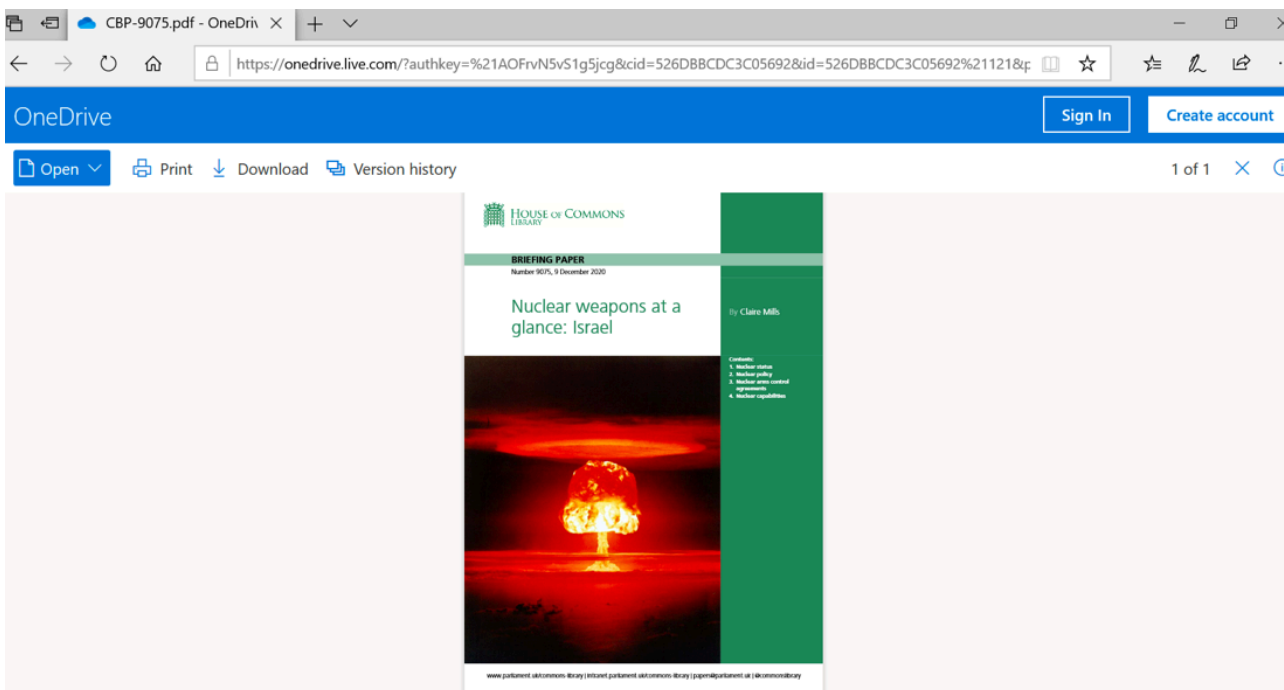 CBP-9075.pdf - OneDriv
https://onedrive.live.com/?authkey=%21AOFrvN5vS1g5jcg&cid=526DBBCDC3C05692&id=526DBBCDC3C05692%21121&p
OneDrive
Sign In
Create account
Open
Print
Download
Version history
1 of 1
HOUSE OF COMMONS
LIBRARY
BRIEFING PAPER
Number 9075, 9 December 2020
Nuclear weapons at a
glance: Israel
By Claire Mills
Contents:
1. Nuclear status
2. Nuclear policy
3. Nuclear arms control
agreements
4. Nuclear capabilities
www.parliament.uk/commons-library | intranet.parliament.uk/commons-library | papers@parliament.uk | @commonslibrary